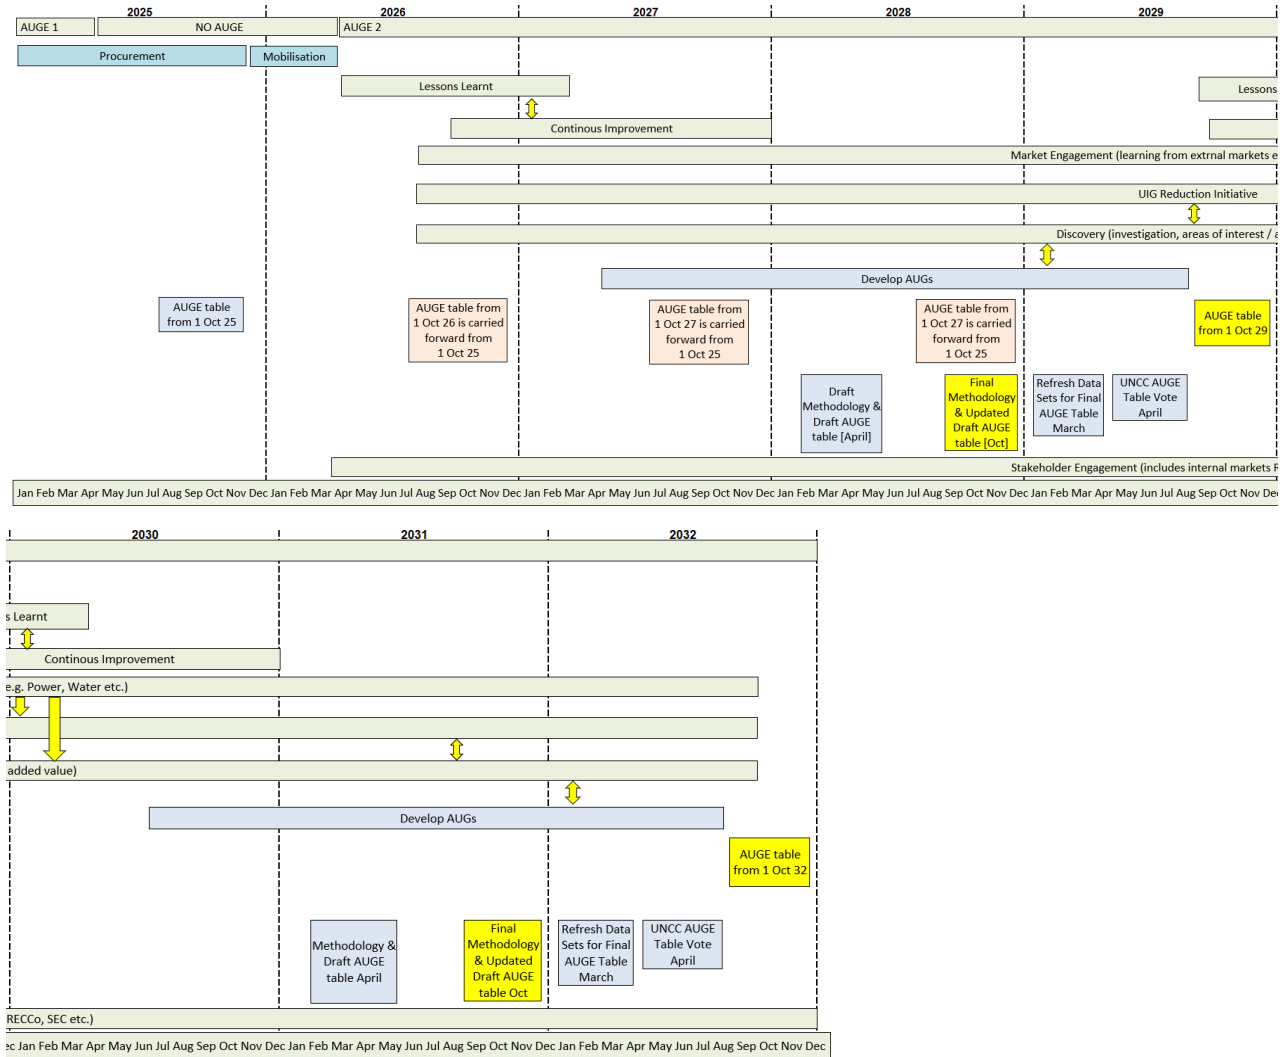 2025 2026 2027 2028 2029
AUGE 1 NO AUGE AUGE 2
Procurement Mobilisation
Lessons Learnt Lessons
Continous Improvement
Market Engagement (learning from extrnal markets e
UIG Reduction Initiative
Discovery (investigation, areas of interest / a
Develop AUGs
AUGE table
from 1 Oct 25
AUGE table from
1 Oct 26 is carried
forward from
1 Oct 25
AUGE table from
1 Oct 27 is carried
forward from
1 Oct 25
AUGE table from
1 Oct 27 is carried
forward from
1 Oct 25
AUGE table
from 1 Oct 29
Draft
Methodology &
Draft AUGE
table [April]
Final
Methodology
& Updated
Draft AUGE
table [Oct]
Refresh Data
Sets for Final
AUGE Table
March
UNCC AUGE
Table Vote
April
Stakeholder Engagement (includes internal markets R
Jan Feb Mar Apr May Jun Jul Aug Sep Oct Nov Dec Jan Feb Mar Apr May Jun Jul Aug Sep Oct Nov Dec Jan Feb Mar Apr May Jun Jul Aug Sep Oct Nov Dec Jan Feb Mar Apr May Jun Jul Aug Sep Oct Nov Dec Jan Feb Mar Apr May Jun Jul Aug Sep Oct Nov Dec
2030 2031 2032
s Learnt
Continous Improvement
e.g. Power, Water etc.)
added value)
Develop AUGs
AUGE table
from 1 Oct 32
Methodology &
Draft AUGE
table April
Final
Methodology
& Updated
Draft AUGE
table Oct
Refresh Data
Sets for Final
AUGE Table
March
UNCC AUGE
Table Vote
April
RECCo, SEC etc.)
ec Jan Feb Mar Apr May Jun Jul Aug Sep Oct Nov Dec Jan Feb Mar Apr May Jun Jul Aug Sep Oct Nov Dec Jan Feb Mar Apr May Jun Jul Aug Sep Oct Nov Dec